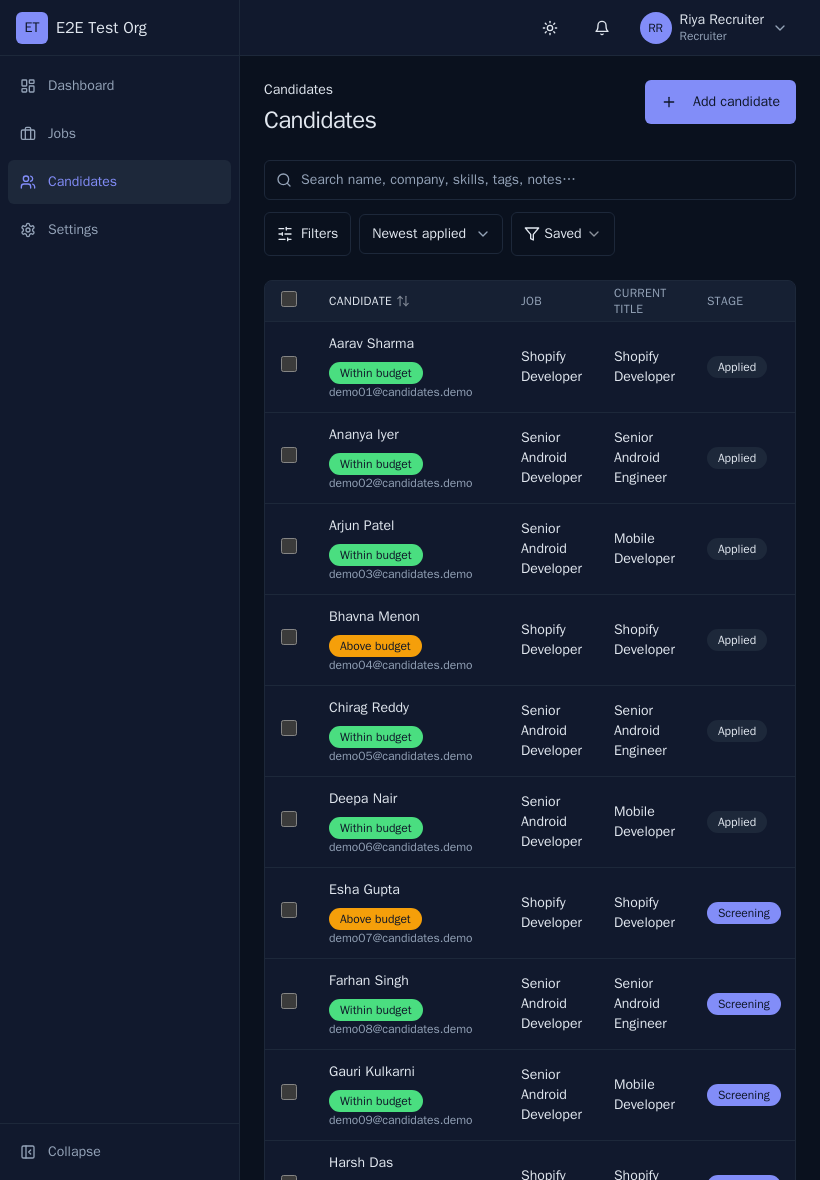 ET E2E Test Org
RR
Riya Recruiter
Recruiter
Dashboard
Jobs
Candidates
Settings
Collapse
Candidates
Candidates
Add candidate
Search name, company, skills, tags, notes…
Filters
Newest applied
Saved
CANDIDATE
JOB
CURRENT
TITLE
STAGE
Aarav Sharma
Within budget
demo01@candidates.demo
Shopify
Developer
Shopify
Developer
Applied
Ananya Iyer
Within budget
demo02@candidates.demo
Senior
Android
Developer
Senior
Android
Engineer
Applied
Arjun Patel
Within budget
demo03@candidates.demo
Senior
Android
Developer
Mobile
Developer
Applied
Bhavna Menon
Above budget
demo04@candidates.demo
Shopify
Developer
Shopify
Developer
Applied
Chirag Reddy
Within budget
demo05@candidates.demo
Senior
Android
Developer
Senior
Android
Engineer
Applied
Deepa Nair
Within budget
demo06@candidates.demo
Senior
Android
Developer
Mobile
Developer
Applied
Esha Gupta
Above budget
demo07@candidates.demo
Shopify
Developer
Shopify
Developer
Screening
Farhan Singh
Within budget
demo08@candidates.demo
Senior
Android
Developer
Senior
Android
Engineer
Screening
Gauri Kulkarni
Within budget
demo09@candidates.demo
Senior
Android
Developer
Mobile
Developer
Screening
Harsh Das
Shopify
Shopify